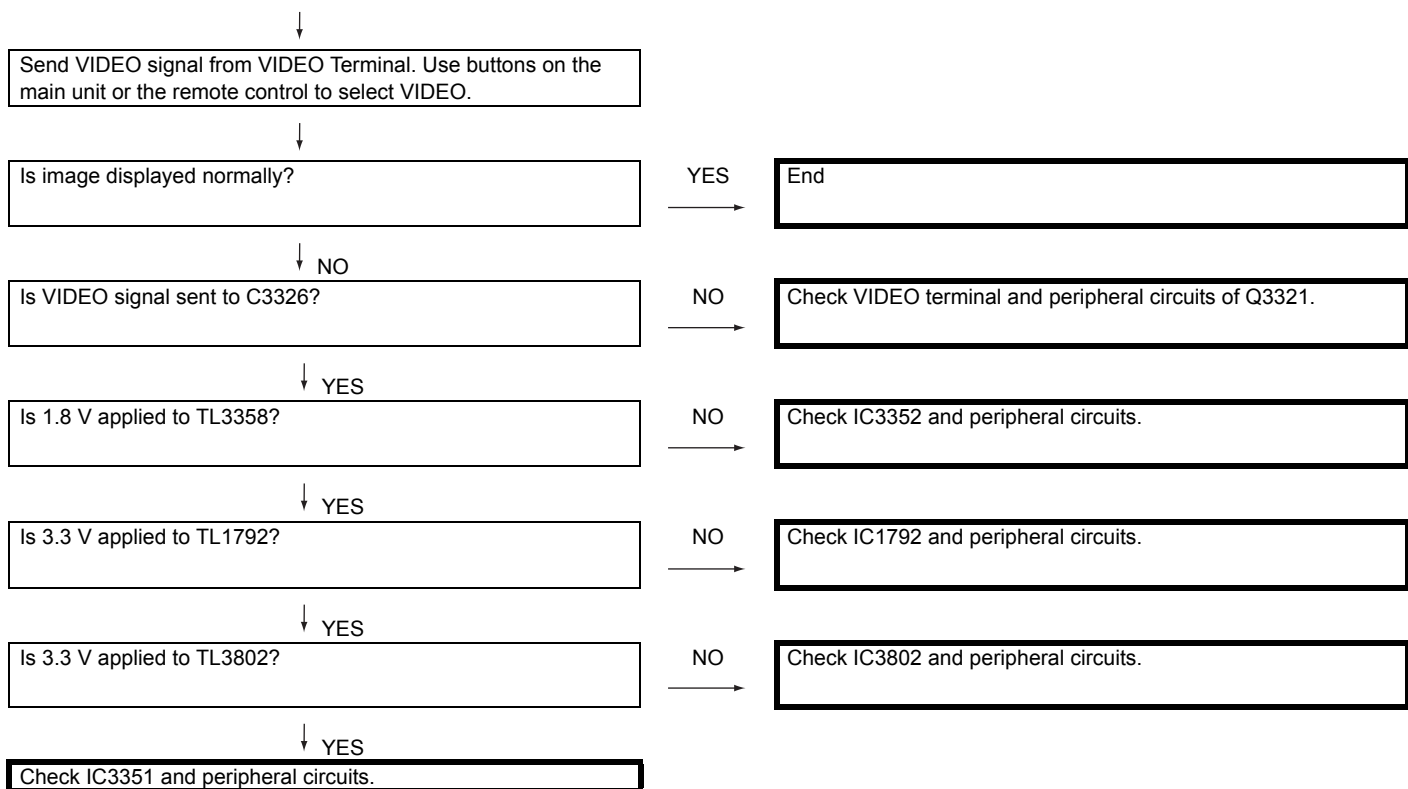 Send VIDEO signal from VIDEO Terminal. Use buttons on the
main unit or the remote control to select VIDEO.
Is image displayed normally?
YES
End
NO
Is VIDEO signal sent to C3326?
NO
Check VIDEO terminal and peripheral circuits of Q3321.
YES
Is 1.8 V applied to TL3358?
NO
Check IC3352 and peripheral circuits.
YES
Is 3.3 V applied to TL1792?
NO
Check IC1792 and peripheral circuits.
YES
Is 3.3 V applied to TL3802?
NO
Check IC3802 and peripheral circuits.
YES
Check IC3351 and peripheral circuits.